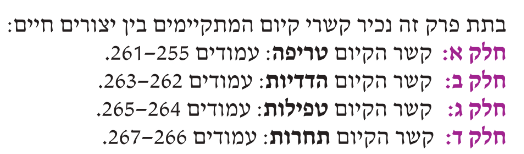 בתת פרק זה נכיר קשרי קיום המתקיימים בין יצורים חיים:
חלק א: קשר הקיום טריפה: עמודים 255–261.
חלק ב: קשר הקיום הדדיות: עמודים 262–263.
חלק ג: קשר הקיום טפילות: עמודים 264–265.
חלק ד: קשר הקיום תחרות: עמודים 266–267.